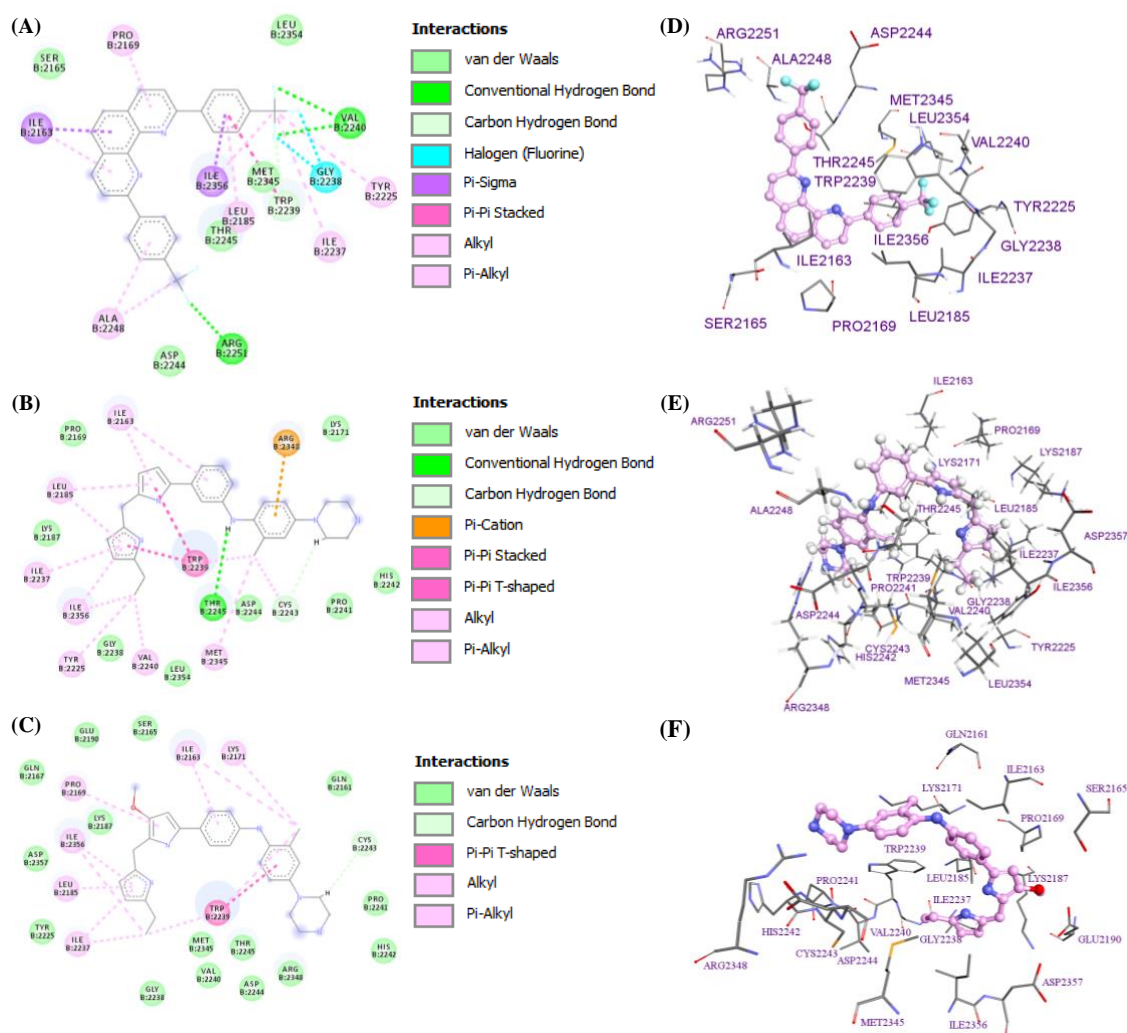 (A)
LEU
B:2354
PRO
B:2169
SER
B:2165
ILE
B:2163
VAL
B:2240
ILE
B:2356
MET
B:2345
GLY
B:2238
TRP
B:2239
TYR
B:2225
LEU
B:2185
THR
B:2245
ILE
B:2237
ALA
B:2248
ARG
B:2251
ASP
B:2244
Interactions
van der Waals
Conventional Hydrogen Bond
Carbon Hydrogen Bond
Halogen (Fluorine)
Pi-Sigma
Pi-Pi Stacked
Alkyl
Pi-Alkyl
(D)
ARG2251
ASP2244
ALA2248
MET2345
LEU2354
VAL2240
THR2245
TRP2239
TYR2225
ILE2356
GLY2238
ILE2163
ILE2237
SER2165
PRO2169
LEU2185
(B)
ILE
B:2163
PRO
B:2169
ARG
B:2348
LYS
B:2171
LEU
B:2185
LYS
B:2187
TRP
B:2239
ILE
B:2237
HIS
B:2242
ILE
B:2356
THR
B:2245
ASP
B:2244
CYS
B:2243
PRO
B:2241
GLY
B:2238
TYR
B:2225
VAL
B:2240
LEU
B:2354
MET
B:2345
Interactions
van der Waals
Conventional Hydrogen Bond
Carbon Hydrogen Bond
Pi-Cation
Pi-Pi Stacked
Pi-Pi T-shaped
Alkyl
Pi-Alkyl
(E)
ILE2163
ARG2251
PRO2169
LYS2171
LYS2187
ALA2248
THR2245
LEU2185
ASP2357
ILE2237
TRP2239
ILE2356
PRO2241
GLY2238
ASP2244
VAL2240
CYS2243
TYR2225
HIS2242
MET2345
LEU2354
ARG2348
(C)
GLU
B:2190
SER
B:2165
ILE
B:2163
LYS
B:2171
GLN
B:2167
PRO
B:2169
GLN
B:2161
LYS
B:2187
ILE
B:2356
CYS
B:2243
ASP
B:2357
LEU
B:2185
TRP
B:2239
PRO
B:2241
TYR
B:2225
ILE
B:2237
MET
B:2345
THR
B:2245
HIS
B:2242
VAL
B:2240
ARG
B:2348
GLY
B:2238
ASP
B:2244
Interactions
van der Waals
Carbon Hydrogen Bond
Pi-Pi T-shaped
Alkyl
Pi-Alkyl
(F)
GLN2161
ILE2163
LYS2171
SER2165
PRO2169
TRP2239
LEU2185
LYS2187
PRO2241
ILE2237
HIS2242
VAL2240
GLY2238
GLU2190
CYS2243
ASP2244
ARG2348
ASP2357
MET2345
ILE2356